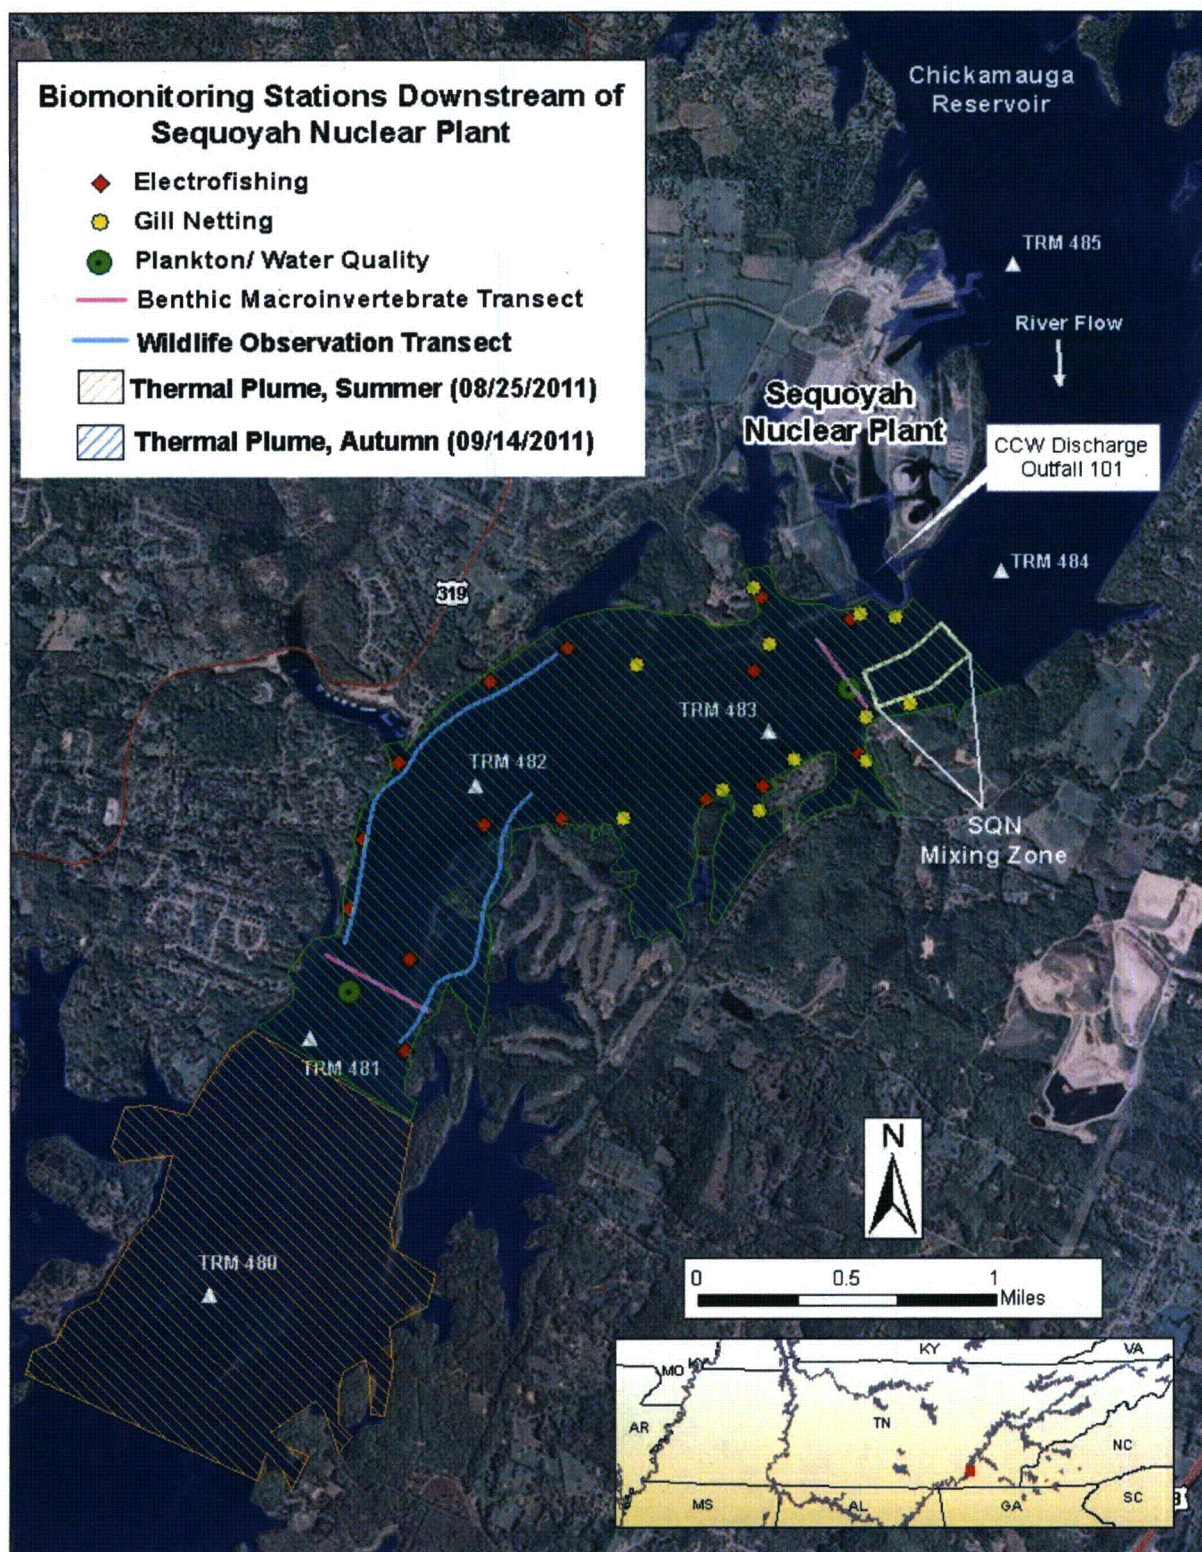 Biomonitoring Stations Downstream of
Sequoyah Nuclear Plant
Electrofishing
Gill Netting
Plankton/ Water Quality
Benthic Macroinvertebrate Transect
Wildlife Observation Transect
Thermal Plume, Summer (08/25/2011)
Thermal Plume, Autumn (09/14/2011)
Chickamauga
Reservoir
TRM 485
River Flow
Sequoyah
Nuclear Plant
CCW Discharge
Outfall 101
TRM 484
319
TRM 483
TRM 482
SQN
Mixing Zone
TRM 481
TRM 480
N
0 0.5 1
Miles
MO
KY
KY
VA
AR
TN
NC
MS
AL
GA
SC